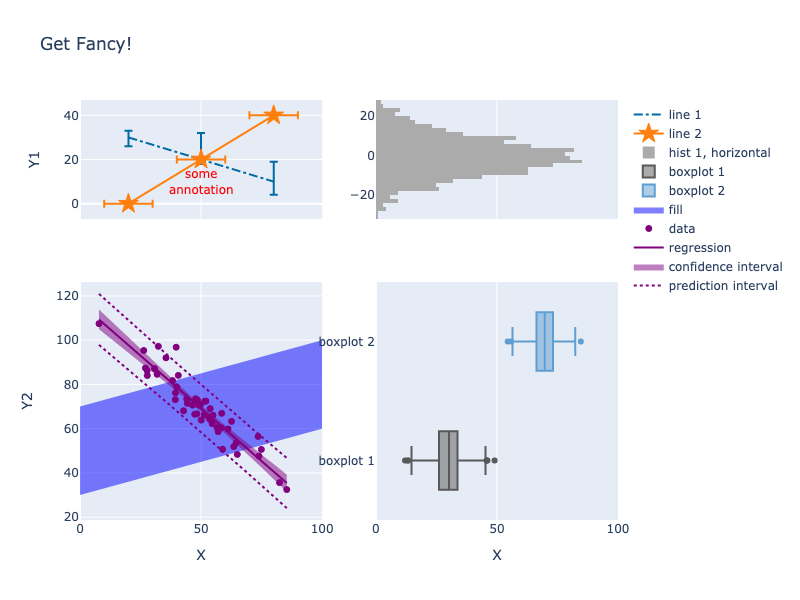 Get Fancy!
Y1
40
20
0
some
annotation
20
0
−20
line 1
line 2
hist 1, horizontal
boxplot 1
boxplot 2
fill
data
regression
confidence interval
prediction interval
Y2
120
100
80
60
40
20
0
50
100
X
boxplot 2
boxplot 1
0
50
100
X